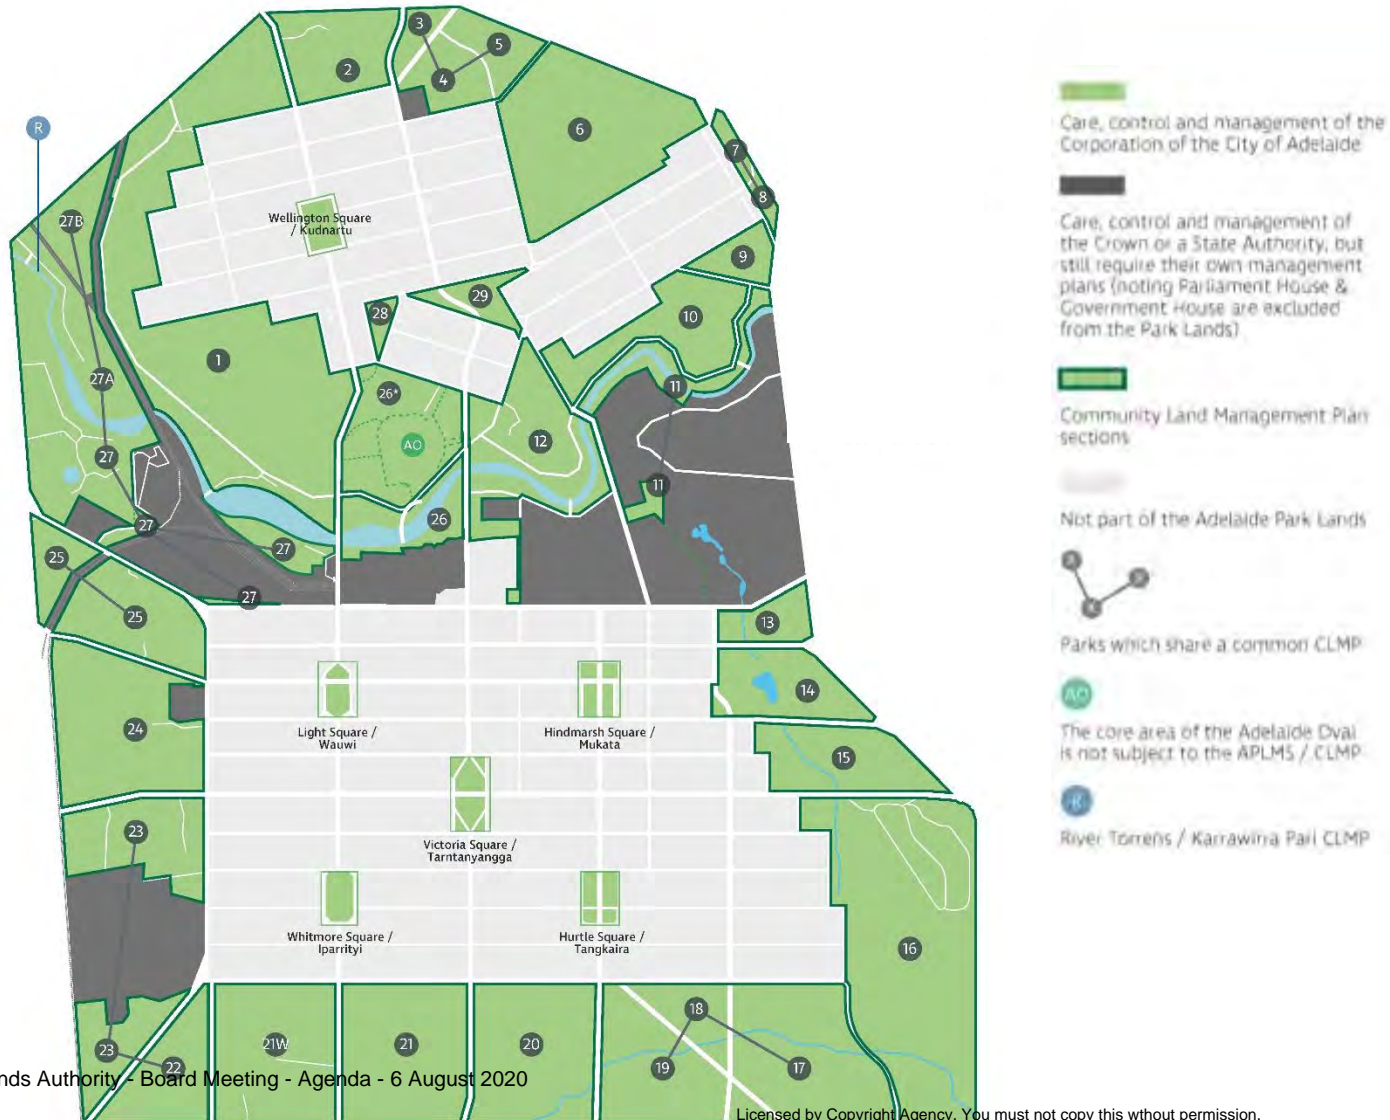 3
5
2
4
6
R
7
8
27B
Wellington Square
/ Kudnartu
9
29
28
10
1
27A
26*
11
AO
12
27
11
26
27
27
25
27
25
13
14
24
Light Square /
Wauwi
Hindmarsh Square /
Mukata
15
23
Victoria Square /
Tarntanyangga
Whitmore Square /
Iparrityi
Hurtle Square /
Tangkaira
16
18
21W
21
20
23
22
19
17
Care, control and management of the
Corporation of the City of Adelaide
Care, control and management of
the Crown or a State Authority, but
still require their own management
plans (noting Parliament House &
Government House are excluded
from the Park Lands)
Community Land Management Plan
sections
Not part of the Adelaide Park Lands
Parks which share a common CLMP
AO
The core area of the Adelaide Oval
is not subject to the APLMS / CLMP
R
River Torrens / Karrawirra Pari CLMP
nds Authority - Board Meeting - Agenda - 6 August 2020
Licensed by Copyright Agency. You must not copy this wthout permission.